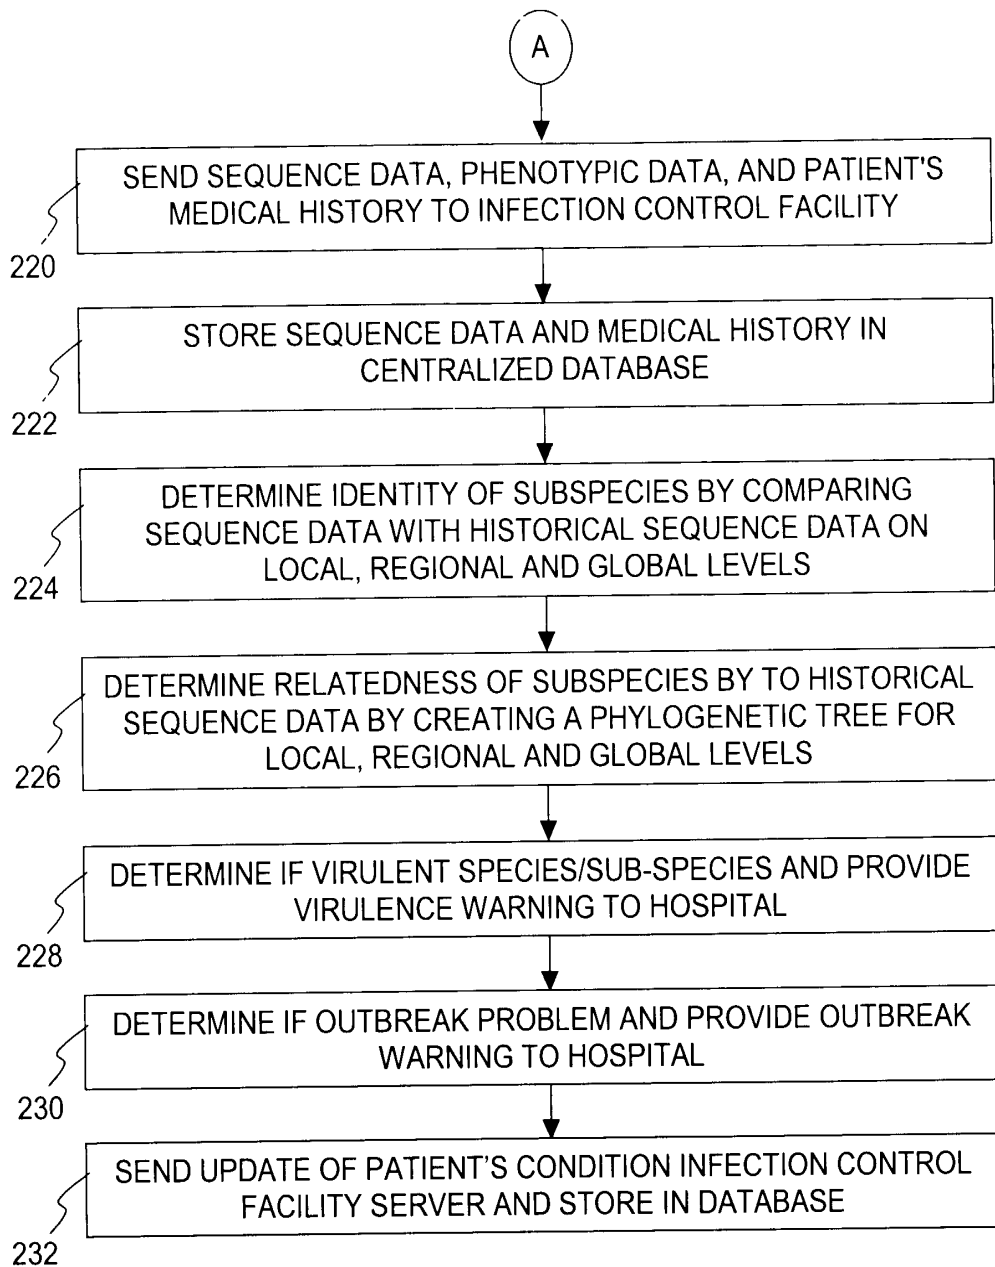 A
SEND SEQUENCE DATA, PHENOTYPIC DATA, AND PATIENT'S
MEDICAL HISTORY TO INFECTION CONTROL FACILITY
220
STORE SEQUENCE DATA AND MEDICAL HISTORY IN
CENTRALIZED DATABASE
222
DETERMINE IDENTITY OF SUBSPECIES BY COMPARING
SEQUENCE DATA WITH HISTORICAL SEQUENCE DATA ON
LOCAL, REGIONAL AND GLOBAL LEVELS
224
DETERMINE RELATEDNESS OF SUBSPECIES BY TO HISTORICAL
SEQUENCE DATA BY CREATING A PHYLOGENETIC TREE FOR
LOCAL, REGIONAL AND GLOBAL LEVELS
226
DETERMINE IF VIRULENT SPECIES/SUB-SPECIES AND PROVIDE
VIRULENCE WARNING TO HOSPITAL
228
DETERMINE IF OUTBREAK PROBLEM AND PROVIDE OUTBREAK
WARNING TO HOSPITAL
230
SEND UPDATE OF PATIENT'S CONDITION INFECTION CONTROL
FACILITY SERVER AND STORE IN DATABASE
232